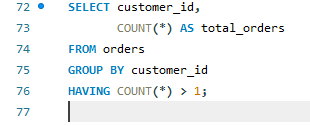 72 SELECT customer_id,
73 COUNT(*) AS total_orders
74 FROM orders
75 GROUP BY customer_id
76 HAVING COUNT(*) > 1;
77